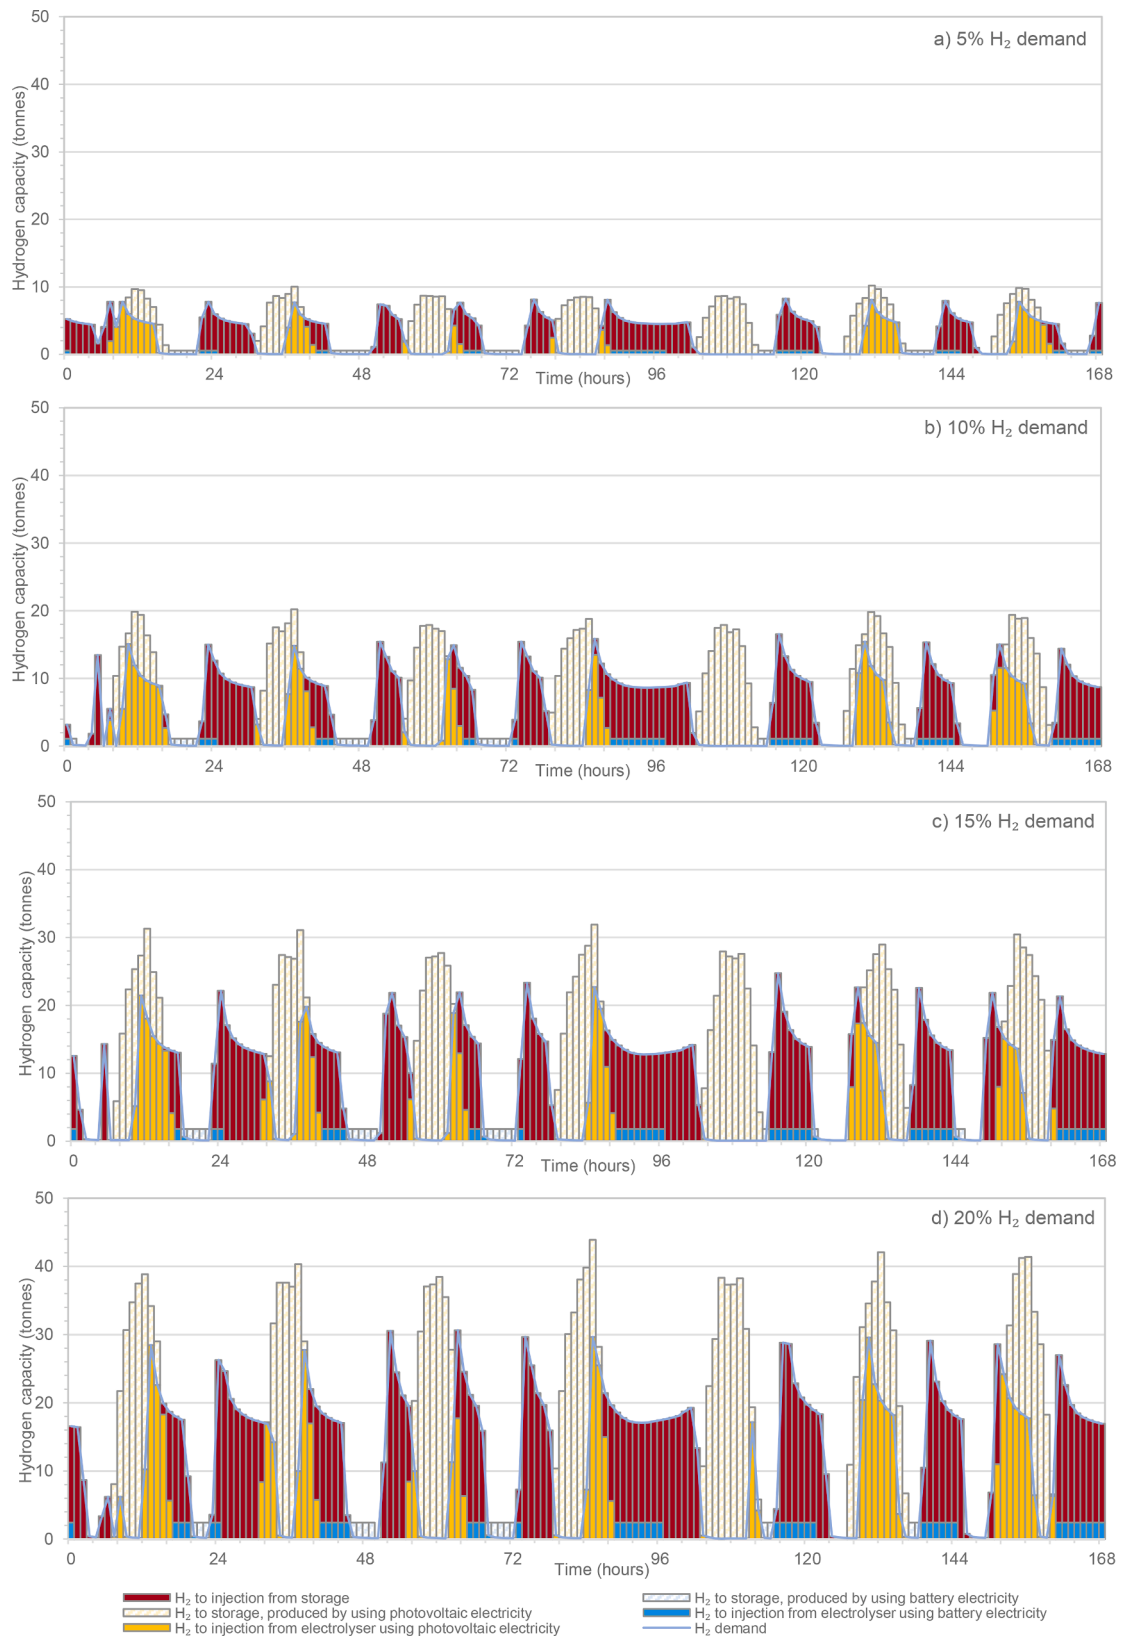 50
a) 5% H₂ demand
40
30
20
10
0
Hydrogen capacity (tonnes)
0 24 48 72 96 120 144 168
Time (hours)
50
b) 10% H₂ demand
40
30
20
10
0
Hydrogen capacity (tonnes)
0 24 48 72 96 120 144 168
Time (hours)
50
c) 15% H₂ demand
40
30
20
10
0
Hydrogen capacity (tonnes)
0 24 48 72 96 120 144 168
Time (hours)
50
d) 20% H₂ demand
40
30
20
10
0
Hydrogen capacity (tonnes)
0 24 48 72 96 120 144 168
Time (hours)
H₂ to injection from storage
H₂ to storage, produced by using battery electricity
H₂ to storage, produced by using photovoltaic electricity
H₂ to injection from electrolyser using battery electricity
H₂ to injection from electrolyser using photovoltaic electricity
H₂ demand